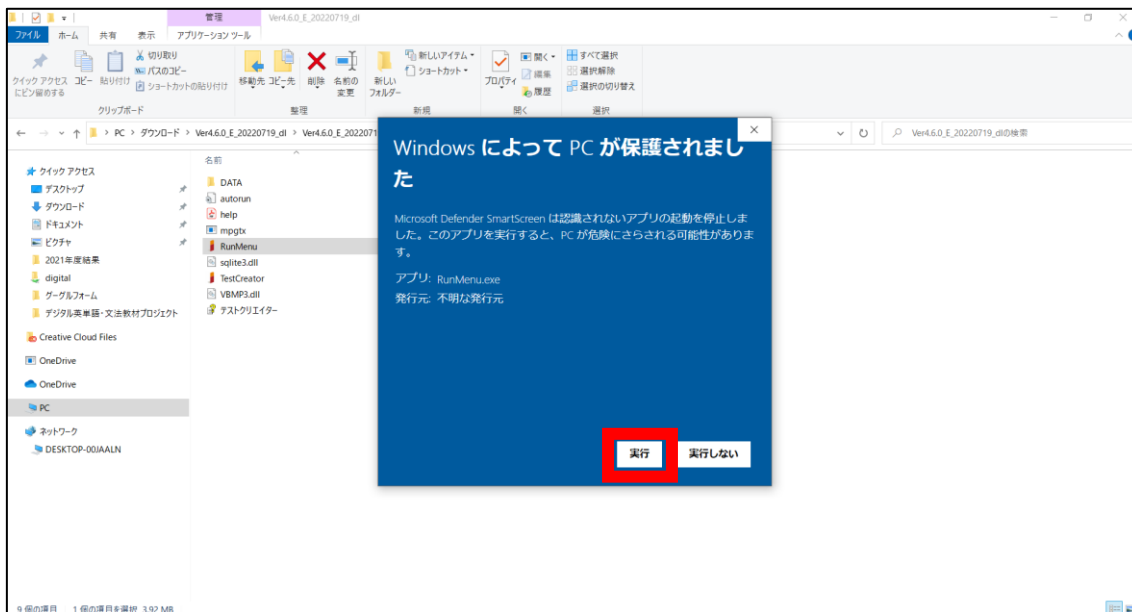 管理 Ver4.6.0_E_20220719_dl
ファイル ホーム 共有 表示 アプリケーション ツール
クイック アクセスにピン留めする
コピー
貼り付け
切り取り
パスのコピー
ショートカットの貼り付け
クリップボード
移動先 コピー先 削除 名前の変更
整理
新しいフォルダー
新しいアイテム
ショートカット
新規
プロパティ
開く
編集
履歴
開く
すべて選択
選択解除
選択の切り替え
選択
PC > ダウンロード > Ver4.6.0_E_20220719_dl > Ver4.6.0_E_2022071
Ver4.6.0_E_20220719_dlの検索
クイック アクセス
デスクトップ
ダウンロード
ドキュメント
ピクチャ
2021年度結果
digital
グーグルフォーム
デジタル英単語・文法教材プロジェクト
Creative Cloud Files
OneDrive
OneDrive
PC
ネットワーク
DESKTOP-00JAALN
名前
DATA
autorun
help
mpgtx
RunMenu
sqlite3.dll
TestCreator
VBMP3.dll
テストクリエイター
Windows によって PC が保護されまし
た
Microsoft Defender SmartScreen は認識されないアプリの起動を停止しま
した。このアプリを実行すると、PC が危険にさらされる可能性がありま
す。
アプリ: RunMenu.exe
発行元: 不明な発行元
実行 実行しない
9 個の項目 1 個の項目を選択 3.92 MB